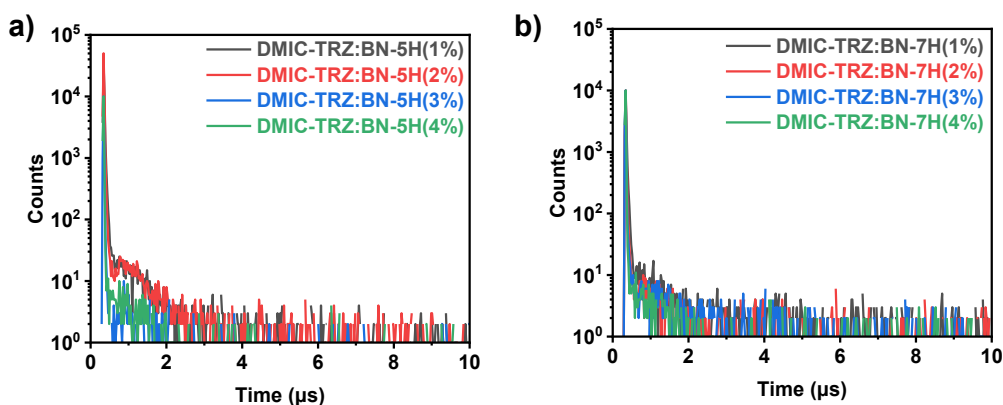 a)
10⁵
10⁴
10³
10²
10¹
10⁰
Counts
DMIC-TRZ:BN-5H(1%)
DMIC-TRZ:BN-5H(2%)
DMIC-TRZ:BN-5H(3%)
DMIC-TRZ:BN-5H(4%)
0 2 4 6 8 10
Time (μs)
b)
10⁵
10⁴
10³
10²
10¹
10⁰
Counts
DMIC-TRZ:BN-7H(1%)
DMIC-TRZ:BN-7H(2%)
DMIC-TRZ:BN-7H(3%)
DMIC-TRZ:BN-7H(4%)
0 2 4 6 8 10
Time (μs)